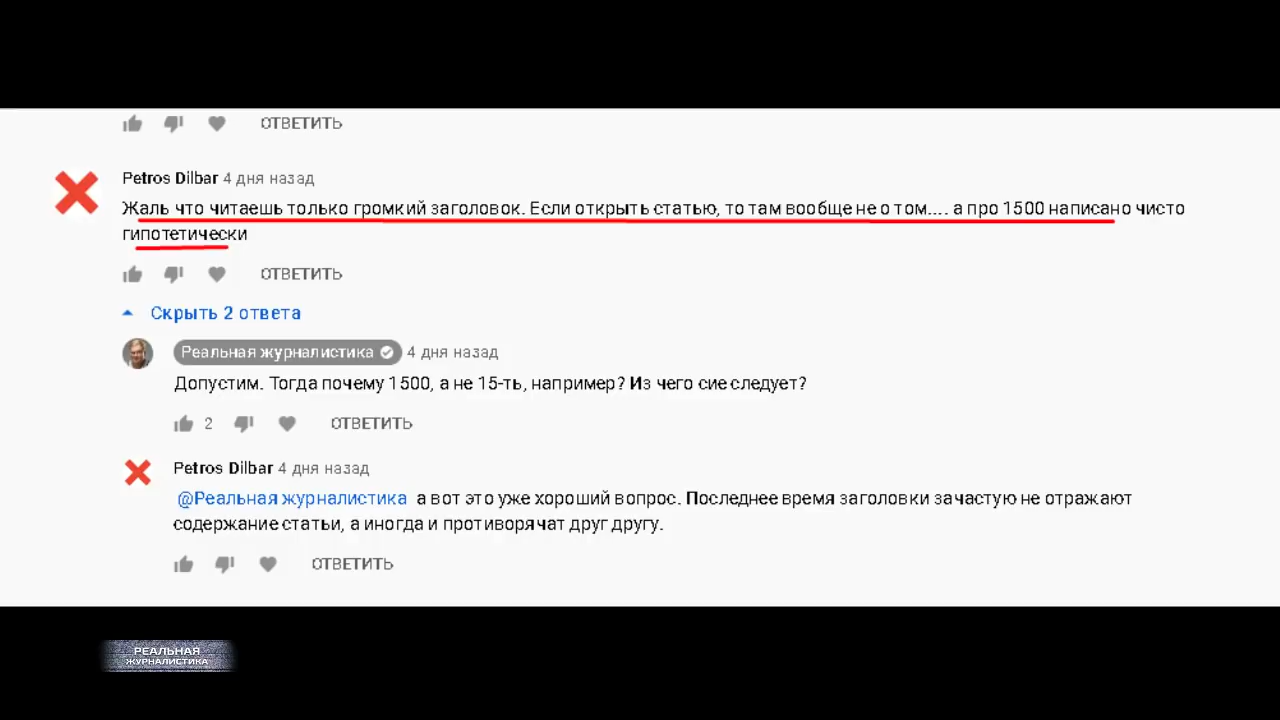 ОТВЕТИТЬ
Petros Dilbar 4 дня назад
Жаль что читаешь только громкий заголовок. Если открыть статью, то там вообще не о том.... а про 1500 написано чисто
гипотетически
ОТВЕТИТЬ
Скрыть 2 ответа
Реальная журналистика 4 дня назад
Допустим. Тогда почему 1500, а не 15-ть, например? Из чего сие следует?
2 ОТВЕТИТЬ
Petros Dilbar 4 дня назад
@Реальная журналистика а вот это уже хороший вопрос. Последнее время заголовки зачастую не отражают
содержание статьи, а иногда и противорячат друг другу.
ОТВЕТИТЬ
РЕАЛЬНАЯ
ЖУРНАЛИСТИКА